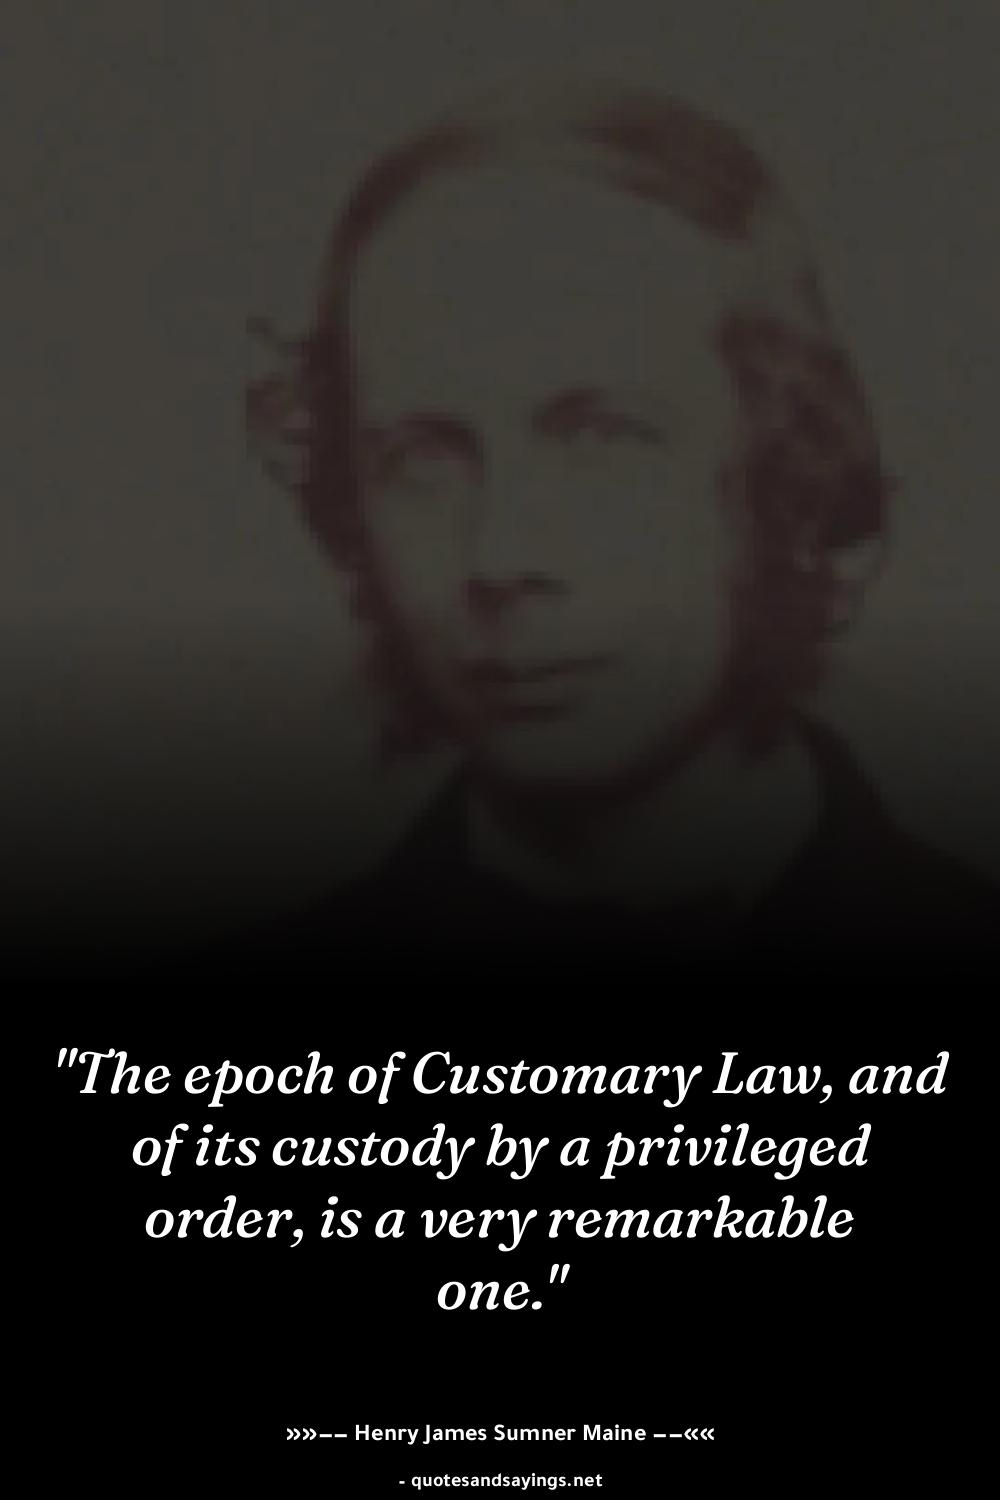 "The epoch of Customary Law, and
of its custody by a privileged
order, is a very remarkable
one."
»»−− Henry James Sumner Maine −−««
- quotesandsayings.net